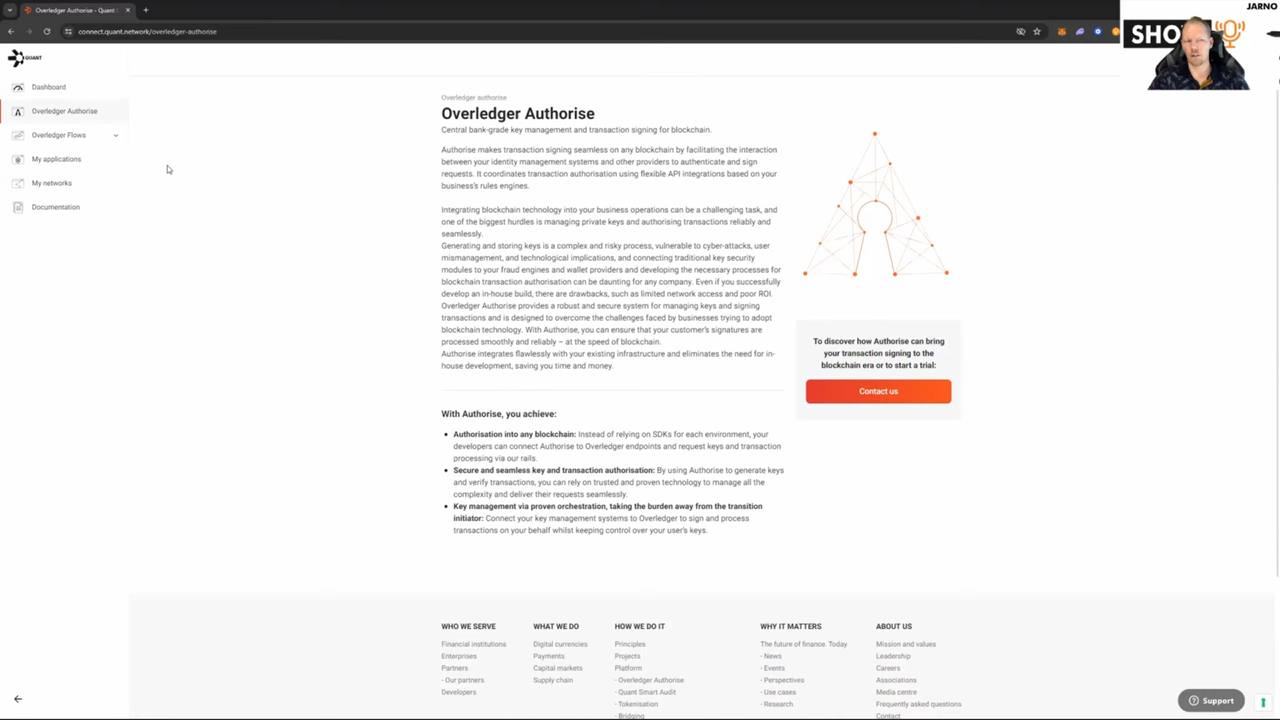 Overledger Authorise - Quant
connect.quant.network/overledger-authorise
JARNO
SHO
QUANT
Dashboard
Overledger Authorise
Overledger Flows
My applications
My networks
Documentation
Overledger authorise
Overledger Authorise
Central bank-grade key management and transaction signing for blockchain.
Authorise makes transaction signing seamless on any blockchain by facilitating the interaction
between your identity management systems and other providers to authenticate and sign
requests. It coordinates transaction authorisation using flexible API integrations based on your
business's rules engines.
Integrating blockchain technology into your business operations can be a challenging task, and
one of the biggest hurdles is managing private keys and authorising transactions reliably and
seamlessly.
Generating and storing keys is a complex and risky process, vulnerable to cyber-attacks, user
mismanagement, and technological implications, and connecting traditional key security
modules to your fraud engines and wallet providers and developing the necessary processes for
blockchain transaction authorisation can be daunting for any company. Even if you successfully
develop an in-house build, there are drawbacks, such as limited network access and poor ROI.
Overledger Authorise provides a robust and secure system for managing keys and signing
transactions and is designed to overcome the challenges faced by businesses trying to adopt
blockchain technology. With Authorise, you can ensure that your customer's signatures are
processed smoothly and reliably – at the speed of blockchain.
Authorise integrates flawlessly with your existing infrastructure and eliminates the need for in-
house development, saving you time and money.
To discover how Authorise can bring
your transaction signing to the
blockchain era or to start a trial:
Contact us
With Authorise, you achieve:
Authorisation into any blockchain: Instead of relying on SDKs for each environment, your
developers can connect Authorise to Overledger endpoints and request keys and transaction
processing via our rails.
Secure and seamless key and transaction authorisation: By using Authorise to generate keys
and verify transactions, you can rely on trusted and proven technology to manage all the
complexity and deliver their requests seamlessly.
Key management via proven orchestration, taking the burden away from the transition
initiator: Connect your key management systems to Overledger to sign and process
transactions on your behalf whilst keeping control over your user's keys.
WHO WE SERVE
Financial institutions
Enterprises
Partners
- Our partners
Developers
WHAT WE DO
Digital currencies
Payments
Capital markets
Supply chain
HOW WE DO IT
Principles
Projects
Platform
- Overledger Authorise
- Quant Smart Audit
- Tokenisation
- Bridging
WHY IT MATTERS
The future of finance. Today
- News
- Events
- Perspectives
- Use cases
- Research
ABOUT US
Mission and values
Leadership
Careers
Associations
Media centre
Frequently asked questions
Contact
Support